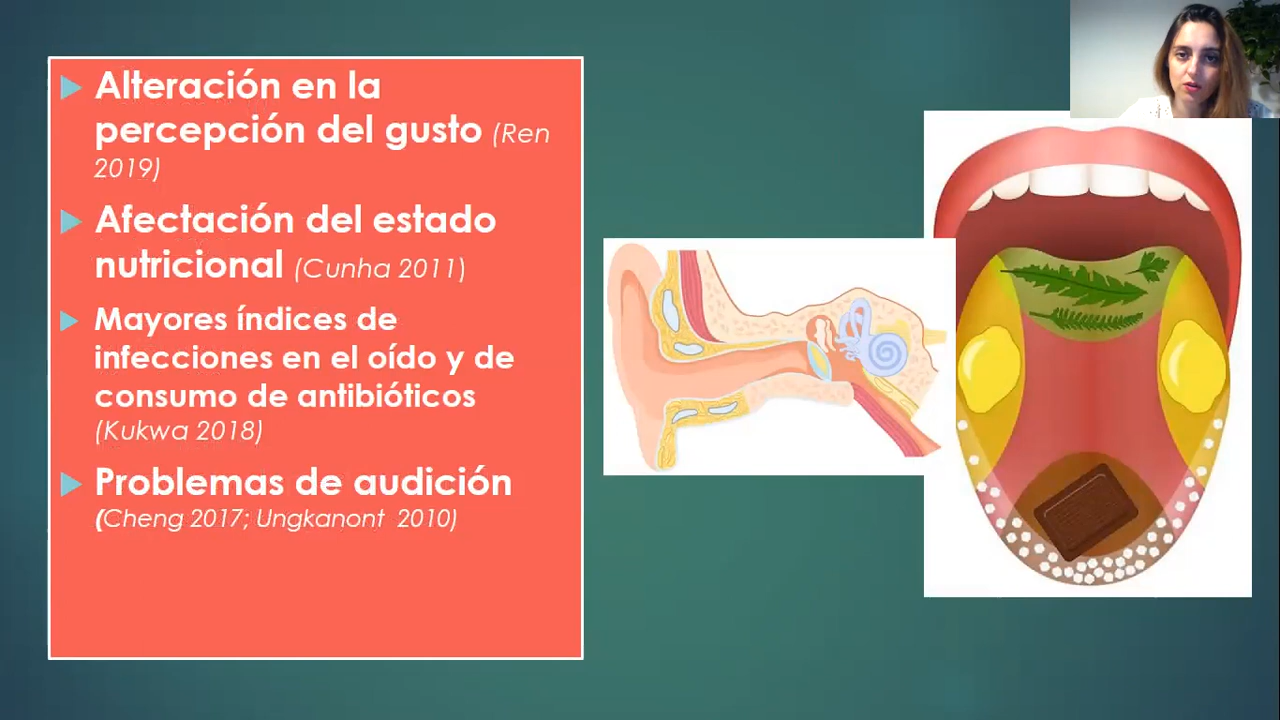 Alteración en la
percepción del gusto (Ren
2019)
Afectación del estado
nutricional (Cunha 2011)
Mayores índices de
infecciones en el oído y de
consumo de antibióticos
(Kukwa 2018)
Problemas de audición
(Cheng 2017; Ungkanont 2010)